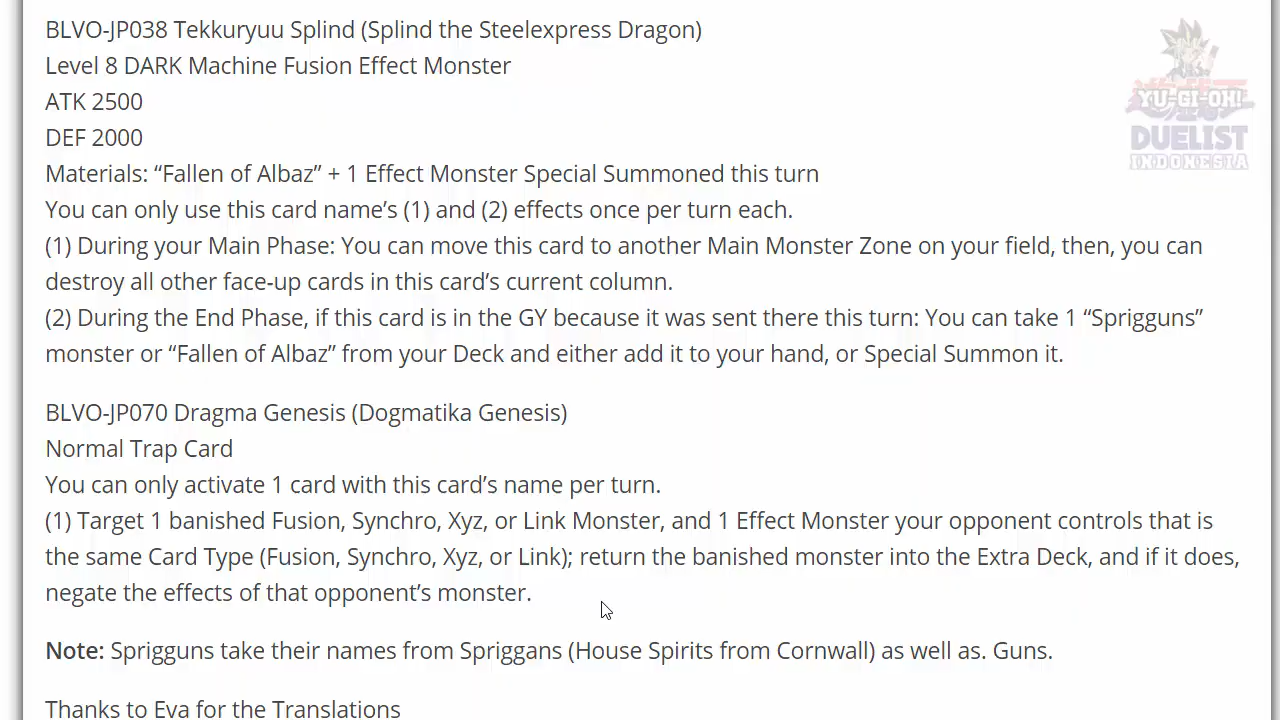 BLVO-JP038 Tekkuryuu Splind (Splind the Steelexpress Dragon)
Level 8 DARK Machine Fusion Effect Monster
ATK 2500
DEF 2000
Materials: “Fallen of Albaz” + 1 Effect Monster Special Summoned this turn
You can only use this card name’s (1) and (2) effects once per turn each.
(1) During your Main Phase: You can move this card to another Main Monster Zone on your field, then, you can
destroy all other face-up cards in this card’s current column.
(2) During the End Phase, if this card is in the GY because it was sent there this turn: You can take 1 “Sprigguns”
monster or “Fallen of Albaz” from your Deck and either add it to your hand, or Special Summon it.
BLVO-JP070 Dragma Genesis (Dogmatika Genesis)
Normal Trap Card
You can only activate 1 card with this card’s name per turn.
(1) Target 1 banished Fusion, Synchro, Xyz, or Link Monster, and 1 Effect Monster your opponent controls that is
the same Card Type (Fusion, Synchro, Xyz, or Link); return the banished monster into the Extra Deck, and if it does,
negate the effects of that opponent’s monster.
Note: Sprigguns take their names from Spriggans (House Spirits from Cornwall) as well as. Guns.
Thanks to Eva for the Translations
YU-GI-OH!
DUELIST
INDONESIA